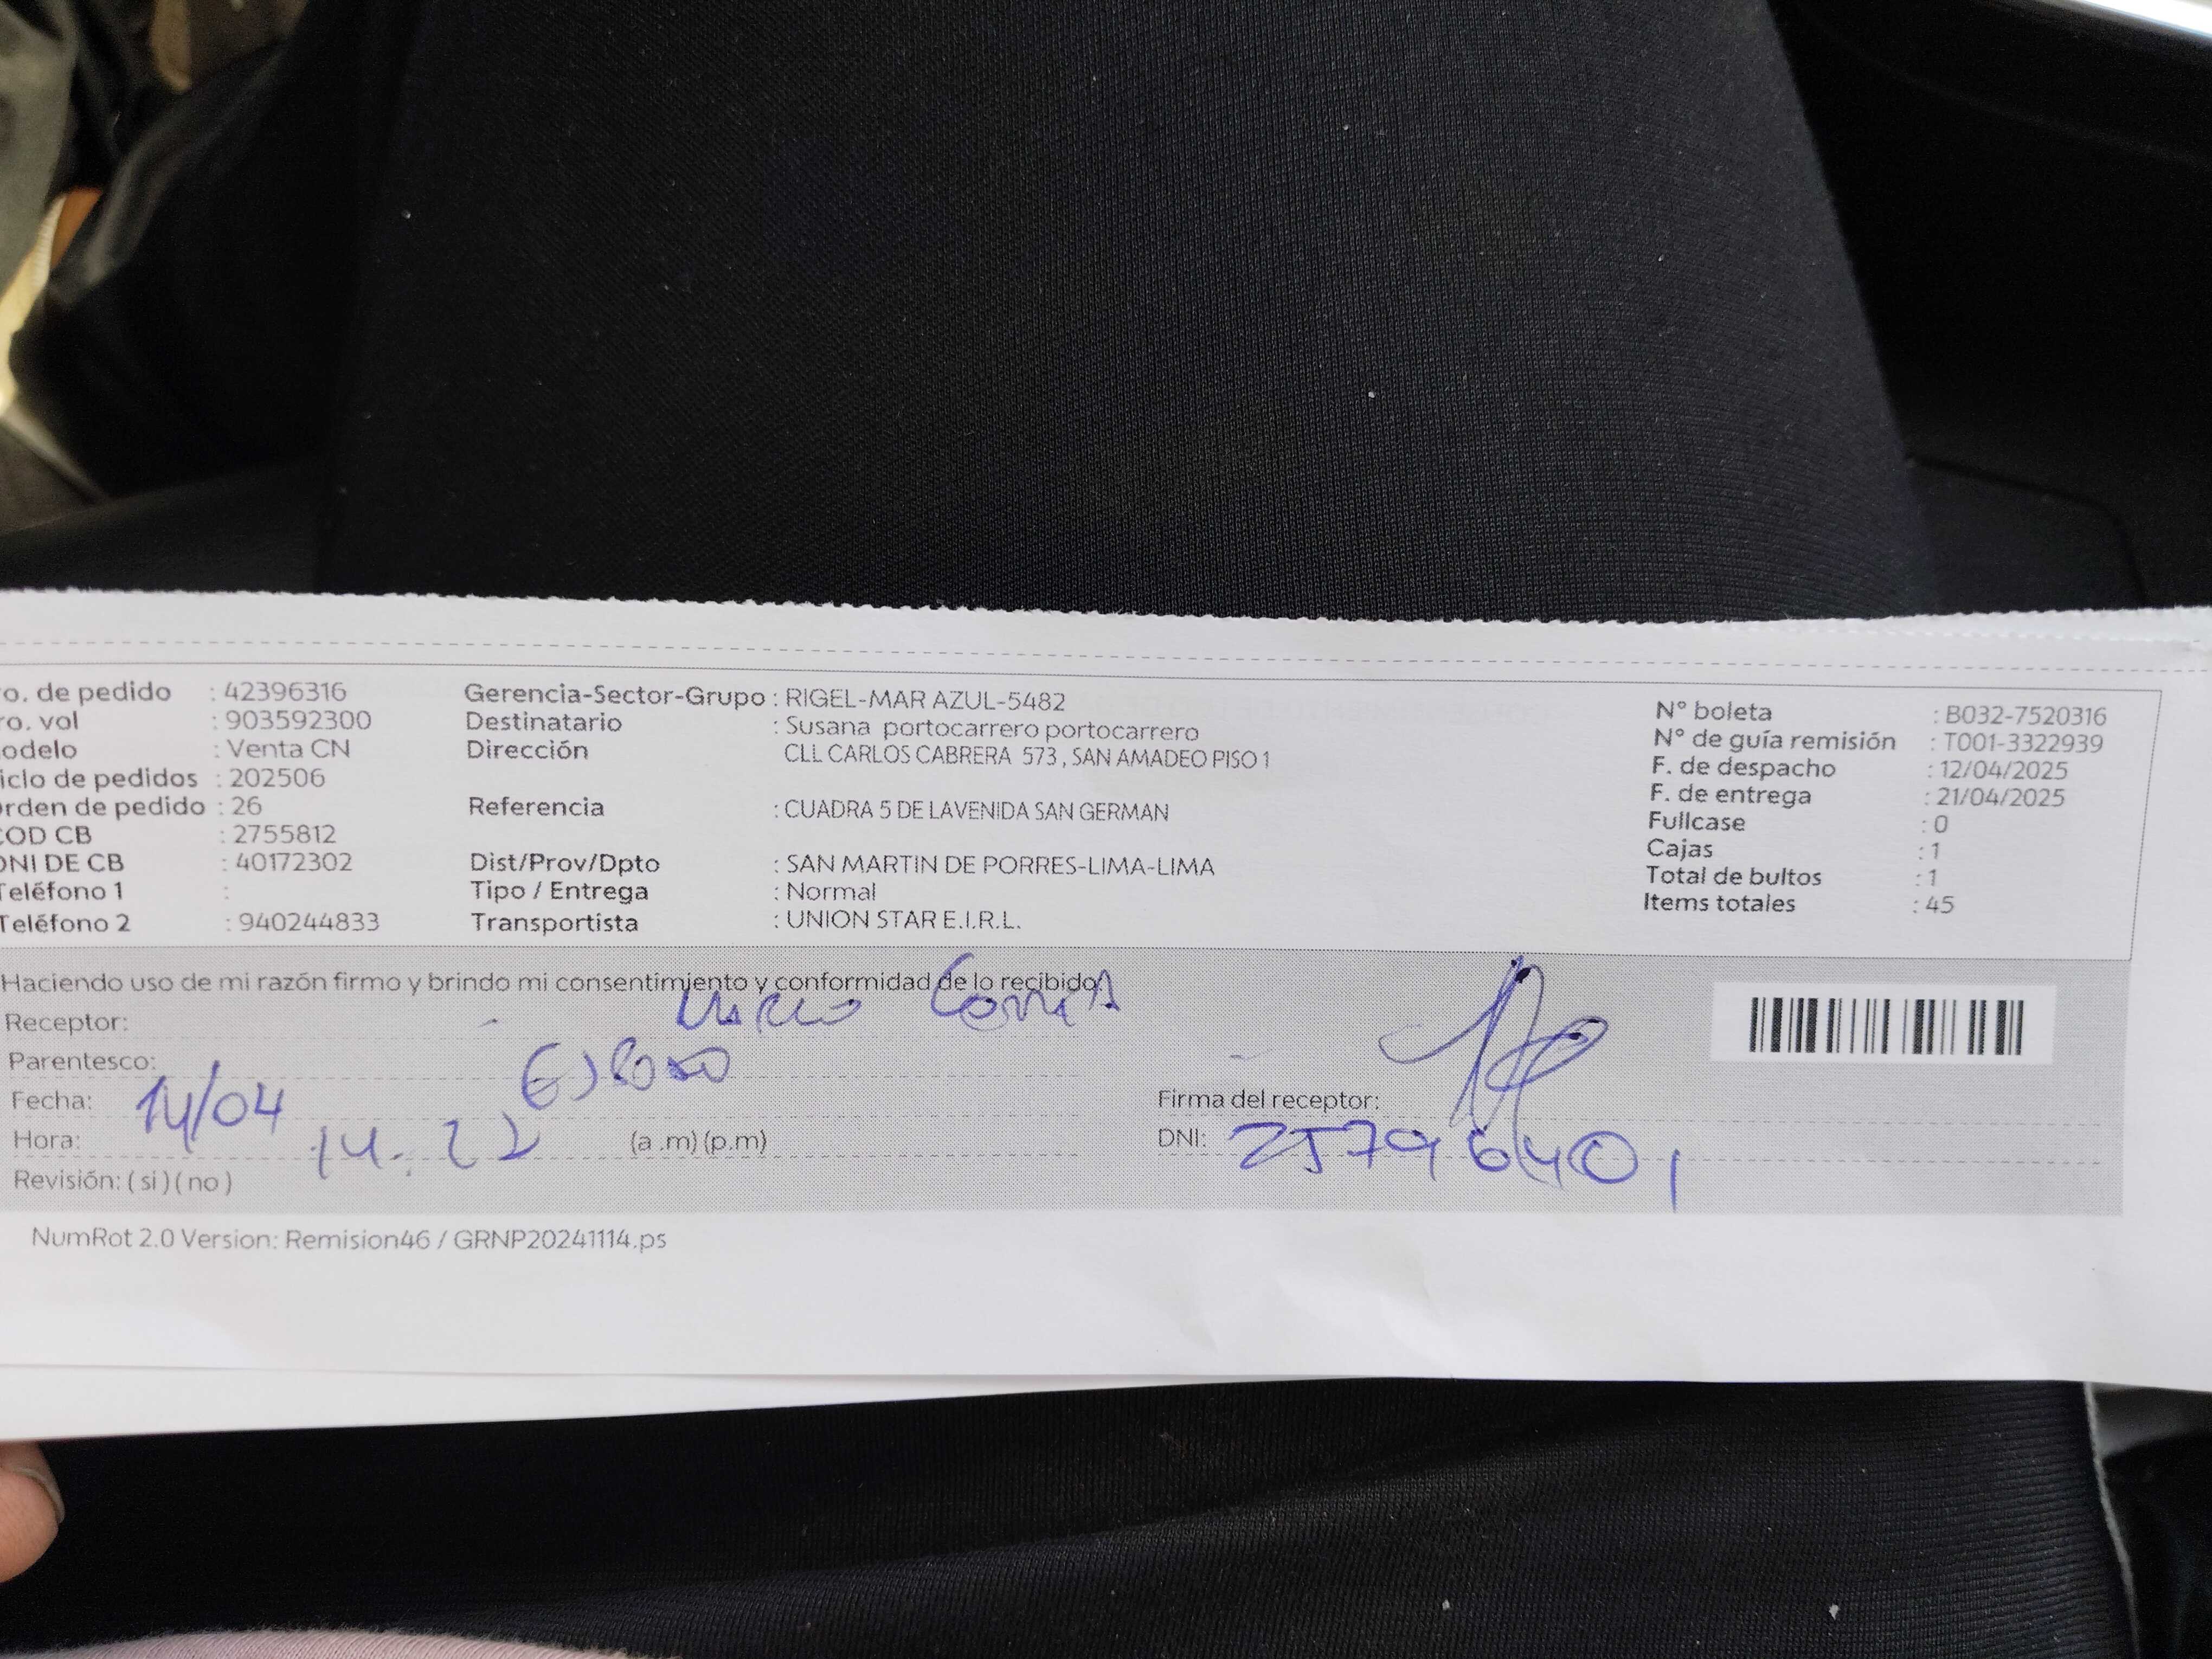 o. de pedido : 42396316 Gerencia-Sector-Grupo : RIGEL-MAR AZUL-5482 N° boleta : B032-7520316
ro. vol : 903592300 Destinatario : Susana portocarrero portocarrero N° de guía remisión : T001-3322939
odelo : Venta CN Dirección CLL CARLOS CABRERA 573, SAN AMADEO PISO 1 F. de despacho : 12/04/2025
iclo de pedidos : 202506 F. de entrega : 21/04/2025
rden de pedido : 26 Referencia : CUADRA 5 DE LAVENIDA SAN GERMAN Fullcase : 0
COD CB : 2755812 Cajas : 1
DNI DE CB : 40172302 Dist/Prov/Dpto : SAN MARTIN DE PORRES-LIMA-LIMA Total de bultos : 1
Teléfono 1 : Tipo / Entrega : Normal Items totales : 45
Teléfono 2 : 940244833 Transportista : UNION STAR E.I.R.L.
Haciendo uso de mi razón firmo y brindo mi consentimiento y conformidad de lo recibido:
Receptor:
Parentesco: Esposo
Fecha: 14/04 Firma del receptor:
Hora: 14.22 (a.m) (p.m) DNI: 25796401
Revisión: ( si ) ( no )
NumRot 2.0 Version: Remision46 / GRNP20241114.ps